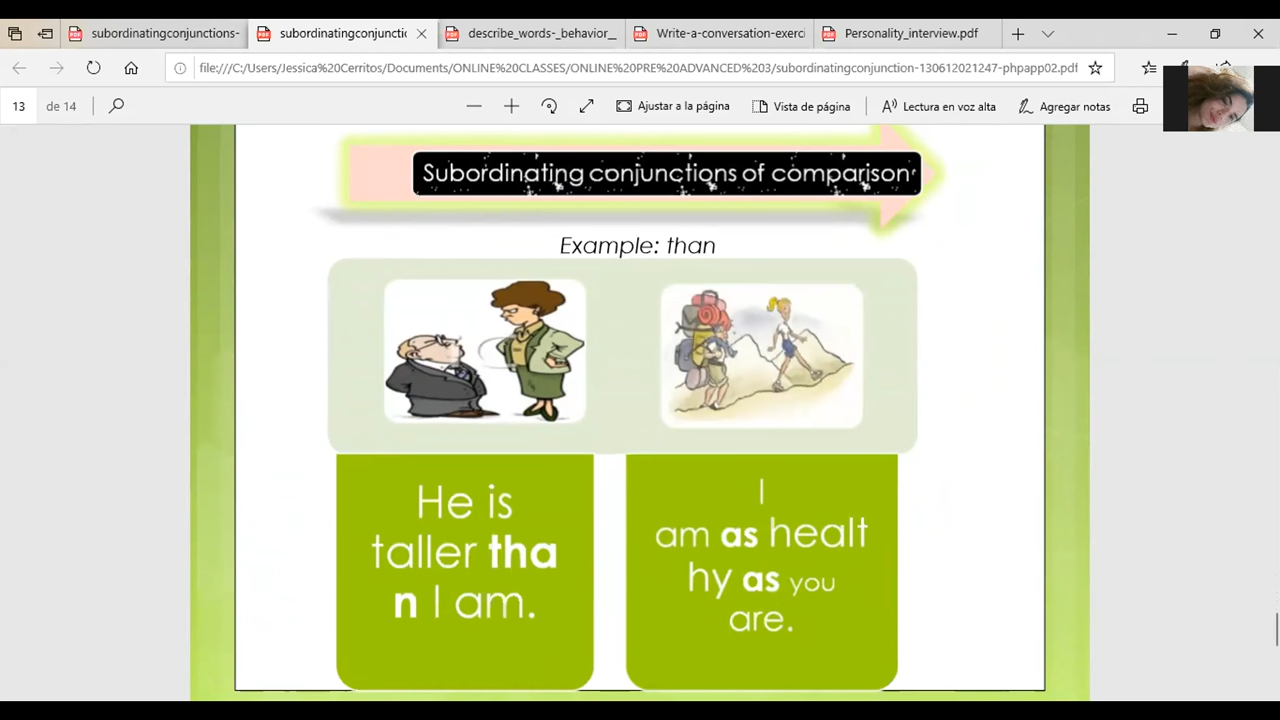 subordinatingconjunctions-
subordinatingconjunctic
describe_words-_behavior_
Write-a-conversation-exerci
Personality_interview.pdf
file:///C:/Users/Jessica%20Cerritos/Documents/ONLINE%20CLASSES/ONLINE%20PRE%20ADVANCED%203/subordinatingconjunction-130612021247-phpapp02.pdf
13 de 14
Ajustar a la página
Vista de página
Lectura en voz alta
Agregar notas
Subordinating conjunctions of comparison
Example: than
He is
taller tha
n I am.
I
am as healt
hy as you
are.